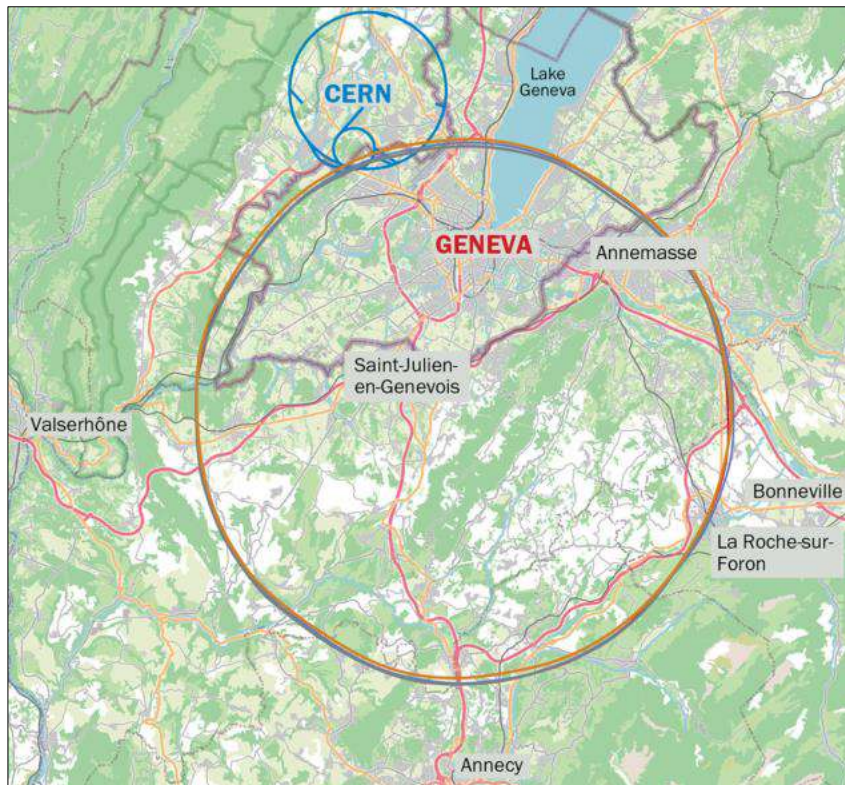 Lake
Geneva
CERN
GENEVA
Annemasse
Saint-Julien-
en-Genevois
Valserhône
Bonneville
La Roche-sur-
Foron
Annecy